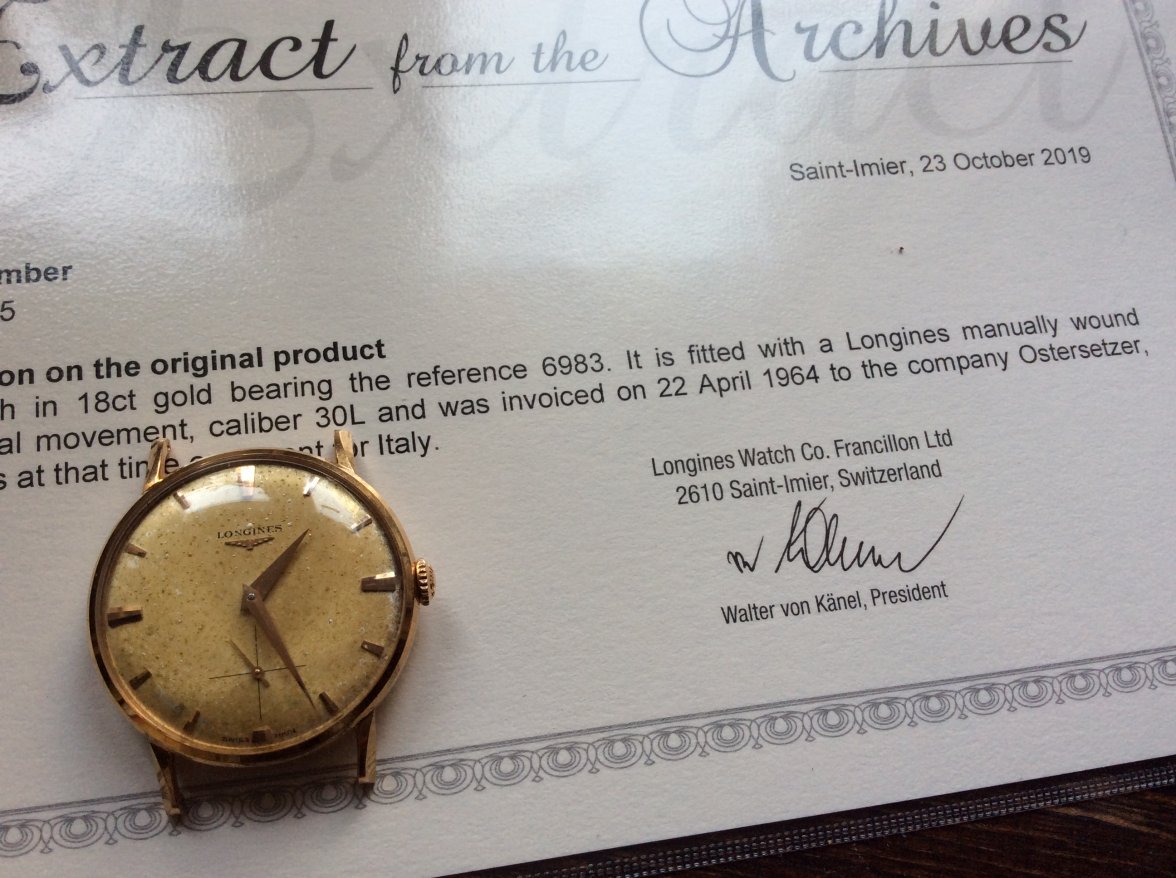 Extract from the Archives
Saint-Imier, 23 October 2019
mber
5
on on the original product
h in 18ct gold bearing the reference 6983. It is fitted with a Longines manually wound
al movement, caliber 30L and was invoiced on 22 April 1964 to the company Ostersetzer,
s at that Italy.
Longines Watch Co. Francillon Ltd
2610 Saint-Imier, Switzerland
Walter von Känel, President
LONGINES
SWISS MADE